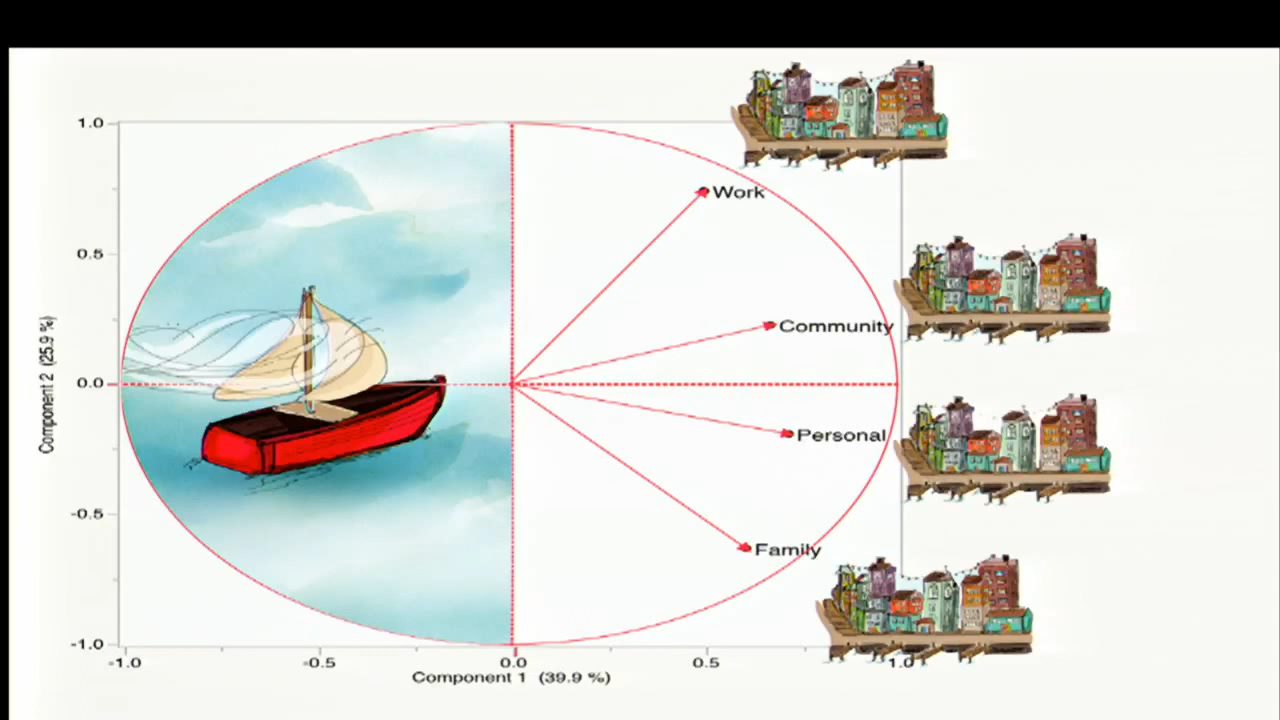 1.0
Work
0.5
Community
Component 2 (25.9 %)
0.0
Personal
-0.5
Family
-1.0
-1.0 -0.5 0.0 0.5 1.0
Component 1 (39.9 %)